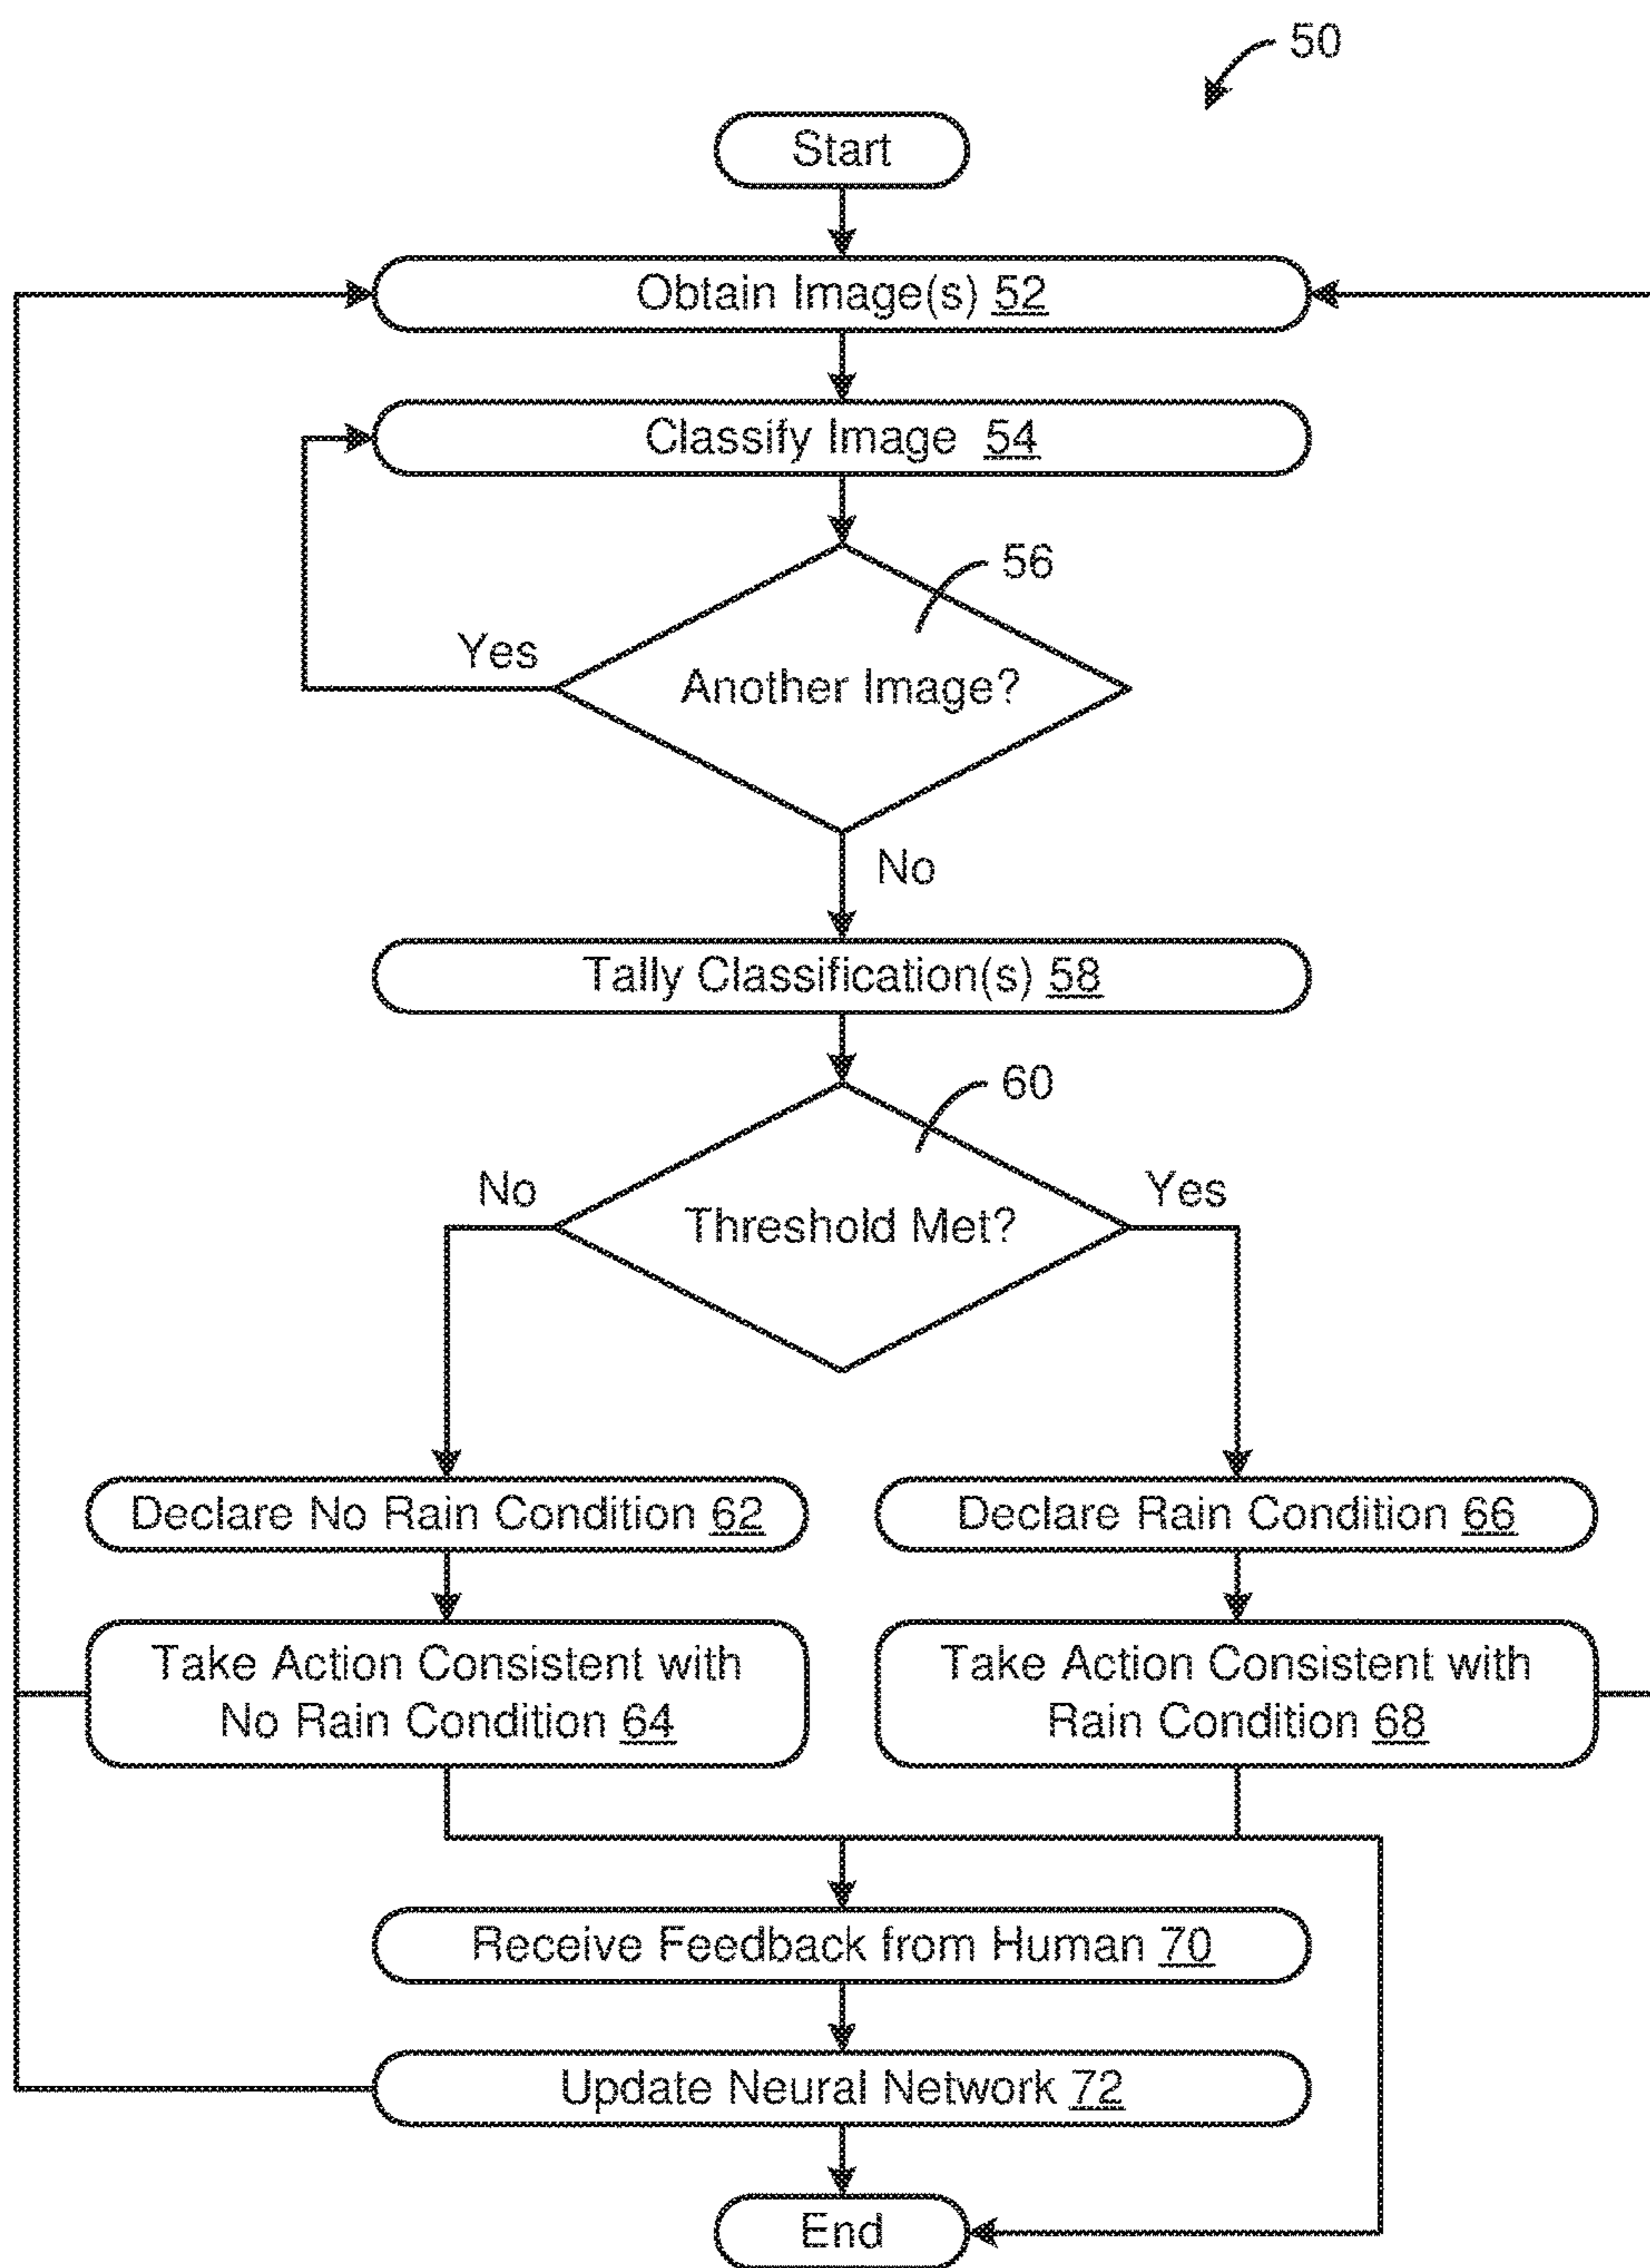 50
Start
Obtain Image(s) 52
Classify Image 54
56
Yes
Another Image?
No
Tally Classification(s) 58
60
No
Yes
Threshold Met?
Declare No Rain Condition 62
Declare Rain Condition 66
Take Action Consistent with
No Rain Condition 64
Take Action Consistent with
Rain Condition 68
Receive Feedback from Human 70
Update Neural Network 72
End